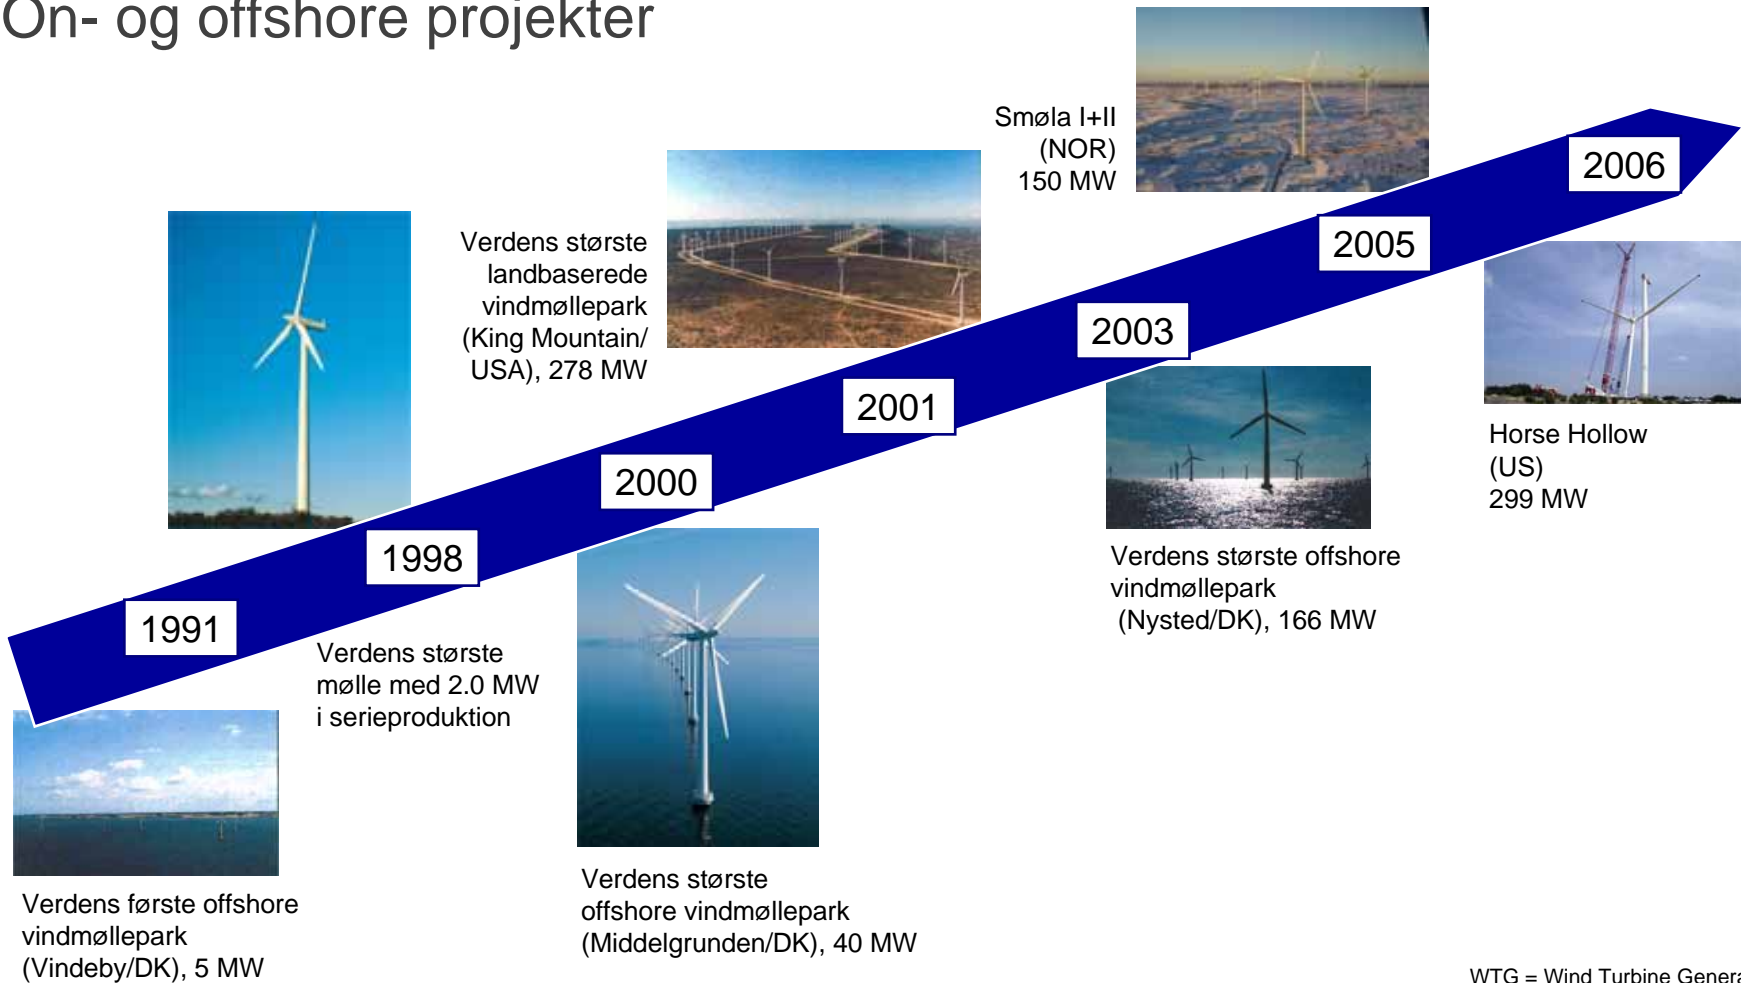 On- og offshore projekter
Smøla I+II
(NOR)
150 MW
2006
Verdens største
landbaserede
vindmøllepark
(King Mountain/
USA), 278 MW
2005
2003
2001
Horse Hollow
(US)
299 MW
2000
1998
Verdens største offshore
vindmøllepark
(Nysted/DK), 166 MW
1991
Verdens største
mølle med 2.0 MW
i serieproduktion
Verdens største
offshore vindmøllepark
(Middelgrunden/DK), 40 MW
Verdens første offshore
vindmøllepark
(Vindeby/DK), 5 MW
WTG = Wind Turbine Genera